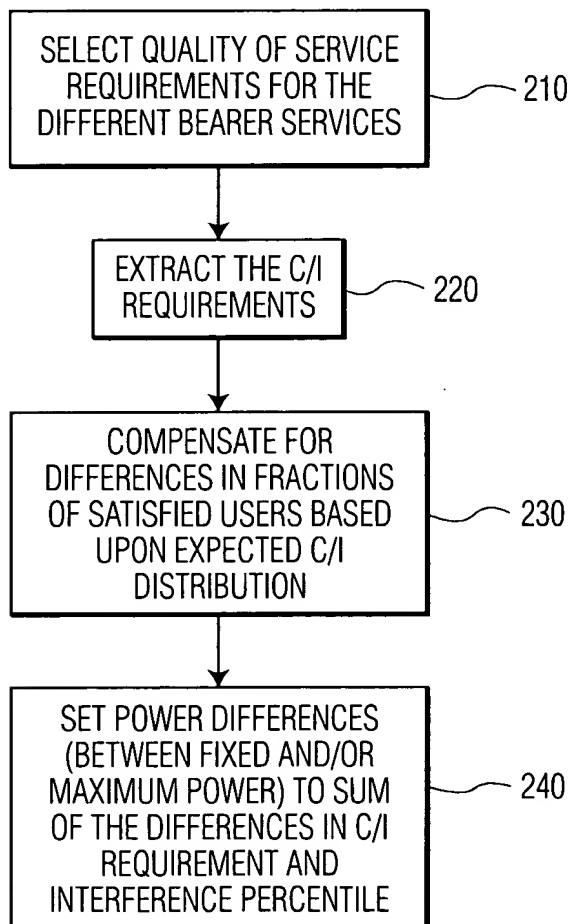 SELECT QUALITY OF SERVICE
REQUIREMENTS FOR THE
DIFFERENT BEARER SERVICES
210
EXTRACT THE C/I
REQUIREMENTS
220
COMPENSATE FOR
DIFFERENCES IN FRACTIONS
OF SATISFIED USERS BASED
UPON EXPECTED C/I
DISTRIBUTION
230
SET POWER DIFFERENCES
(BETWEEN FIXED AND/OR
MAXIMUM POWER) TO SUM
OF THE DIFFERENCES IN C/I
REQUIREMENT AND
INTERFERENCE PERCENTILE
240